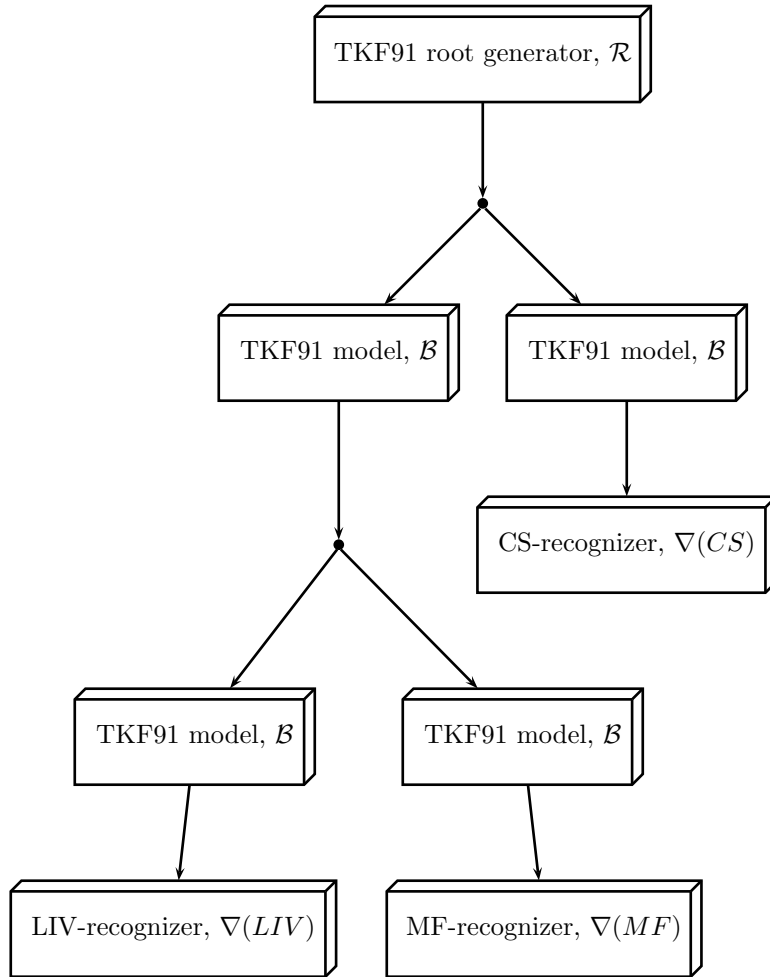 TKF91 root generator, ℛ
TKF91 model, ℬ
TKF91 model, ℬ
CS-recognizer, ∇(CS)
TKF91 model, ℬ
TKF91 model, ℬ
LIV-recognizer, ∇(LIV)
MF-recognizer, ∇(MF)